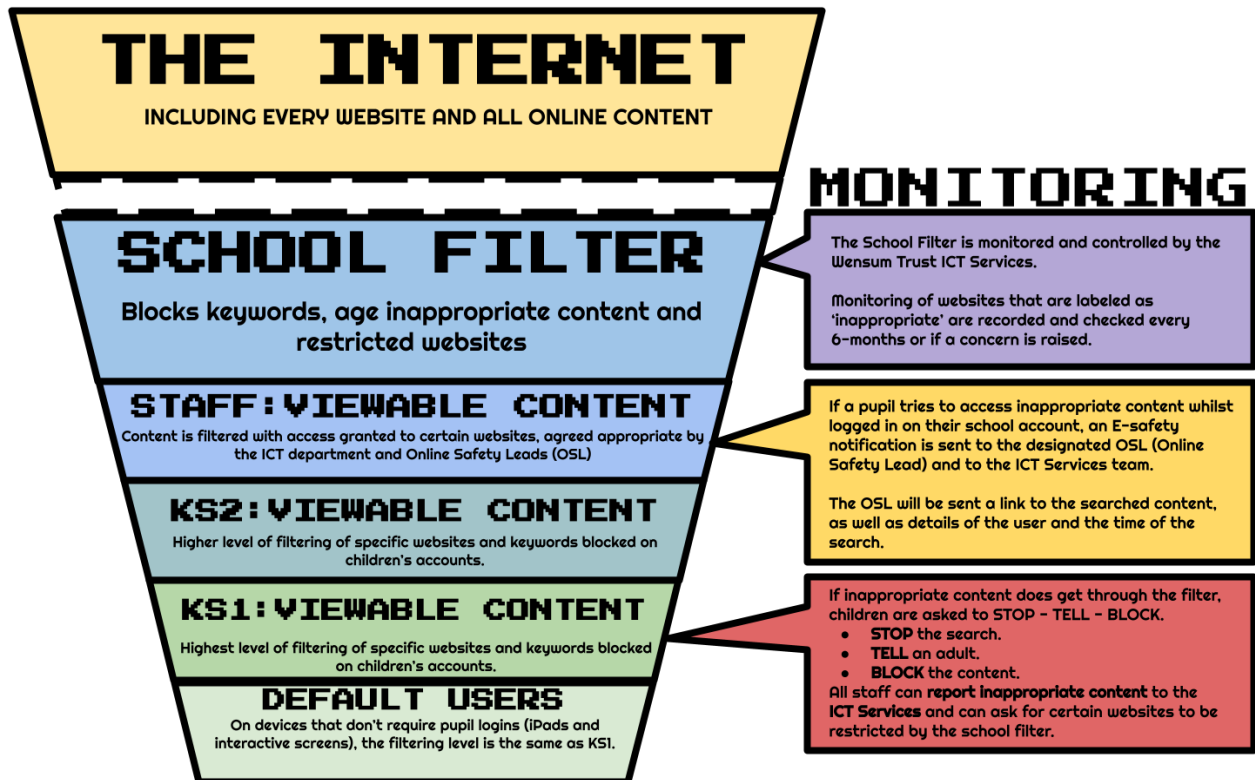 THE INTERNET
INCLUDING EVERY WEBSITE AND ALL ONLINE CONTENT
SCHOOL FILTER
Blocks keywords, age inappropriate content and
restricted websites
STAFF: VIEWABLE CONTENT
Content is filtered with access granted to certain websites, agreed appropriate by
the ICT department and Online Safety Leads (OSL)
KS2: VIEWABLE CONTENT
Higher level of filtering of specific websites and keywords blocked on
children's accounts.
KS1: VIEWABLE CONTENT
Highest level of filtering of specific websites and keywords blocked
on children's accounts.
DEFAULT USERS
On devices that don't require pupil logins (iPads and
interactive screens), the filtering level is the same as KS1.
MONITORING
The School Filter is monitored and controlled by the
Wensum Trust ICT Services.
Monitoring of websites that are labeled as
'inappropriate' are recorded and checked every
6-months or if a concern is raised.
If a pupil tries to access inappropriate content whilst
logged in on their school account, an E-safety
notification is sent to the designated OSL (Online
Safety Lead) and to the ICT Services team.
The OSL will be sent a link to the searched content,
as well as details of the user and the time of the
search.
If inappropriate content does get through the filter,
children are asked to STOP - TELL - BLOCK.
● STOP the search.
● TELL an adult.
● BLOCK the content.
All staff can report inappropriate content to the
ICT Services and can ask for certain websites to be
restricted by the school filter.